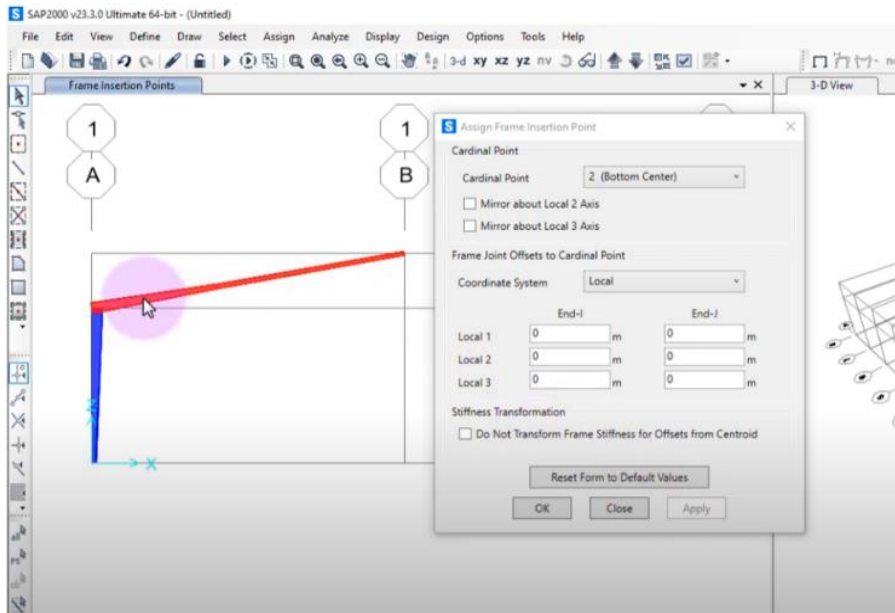 SAP2000 v23.3.0 Ultimate 64-bit - (Untitled)
File Edit View Define Draw Select Assign Analyze Display Design Options Tools Help
3-d xy xz yz nv
Frame Insertion Points
3-D View
1
1
A
B
Z
X
Assign Frame Insertion Point
Cardinal Point
Cardinal Point 2 (Bottom Center)
Mirror about Local 2 Axis
Mirror about Local 3 Axis
Frame Joint Offsets to Cardinal Point
Coordinate System Local
End-I End-J
Local 1 0 m 0 m
Local 2 0 m 0 m
Local 3 0 m 0 m
Stiffness Transformation
Do Not Transform Frame Stiffness for Offsets from Centroid
Reset Form to Default Values
OK Close Apply